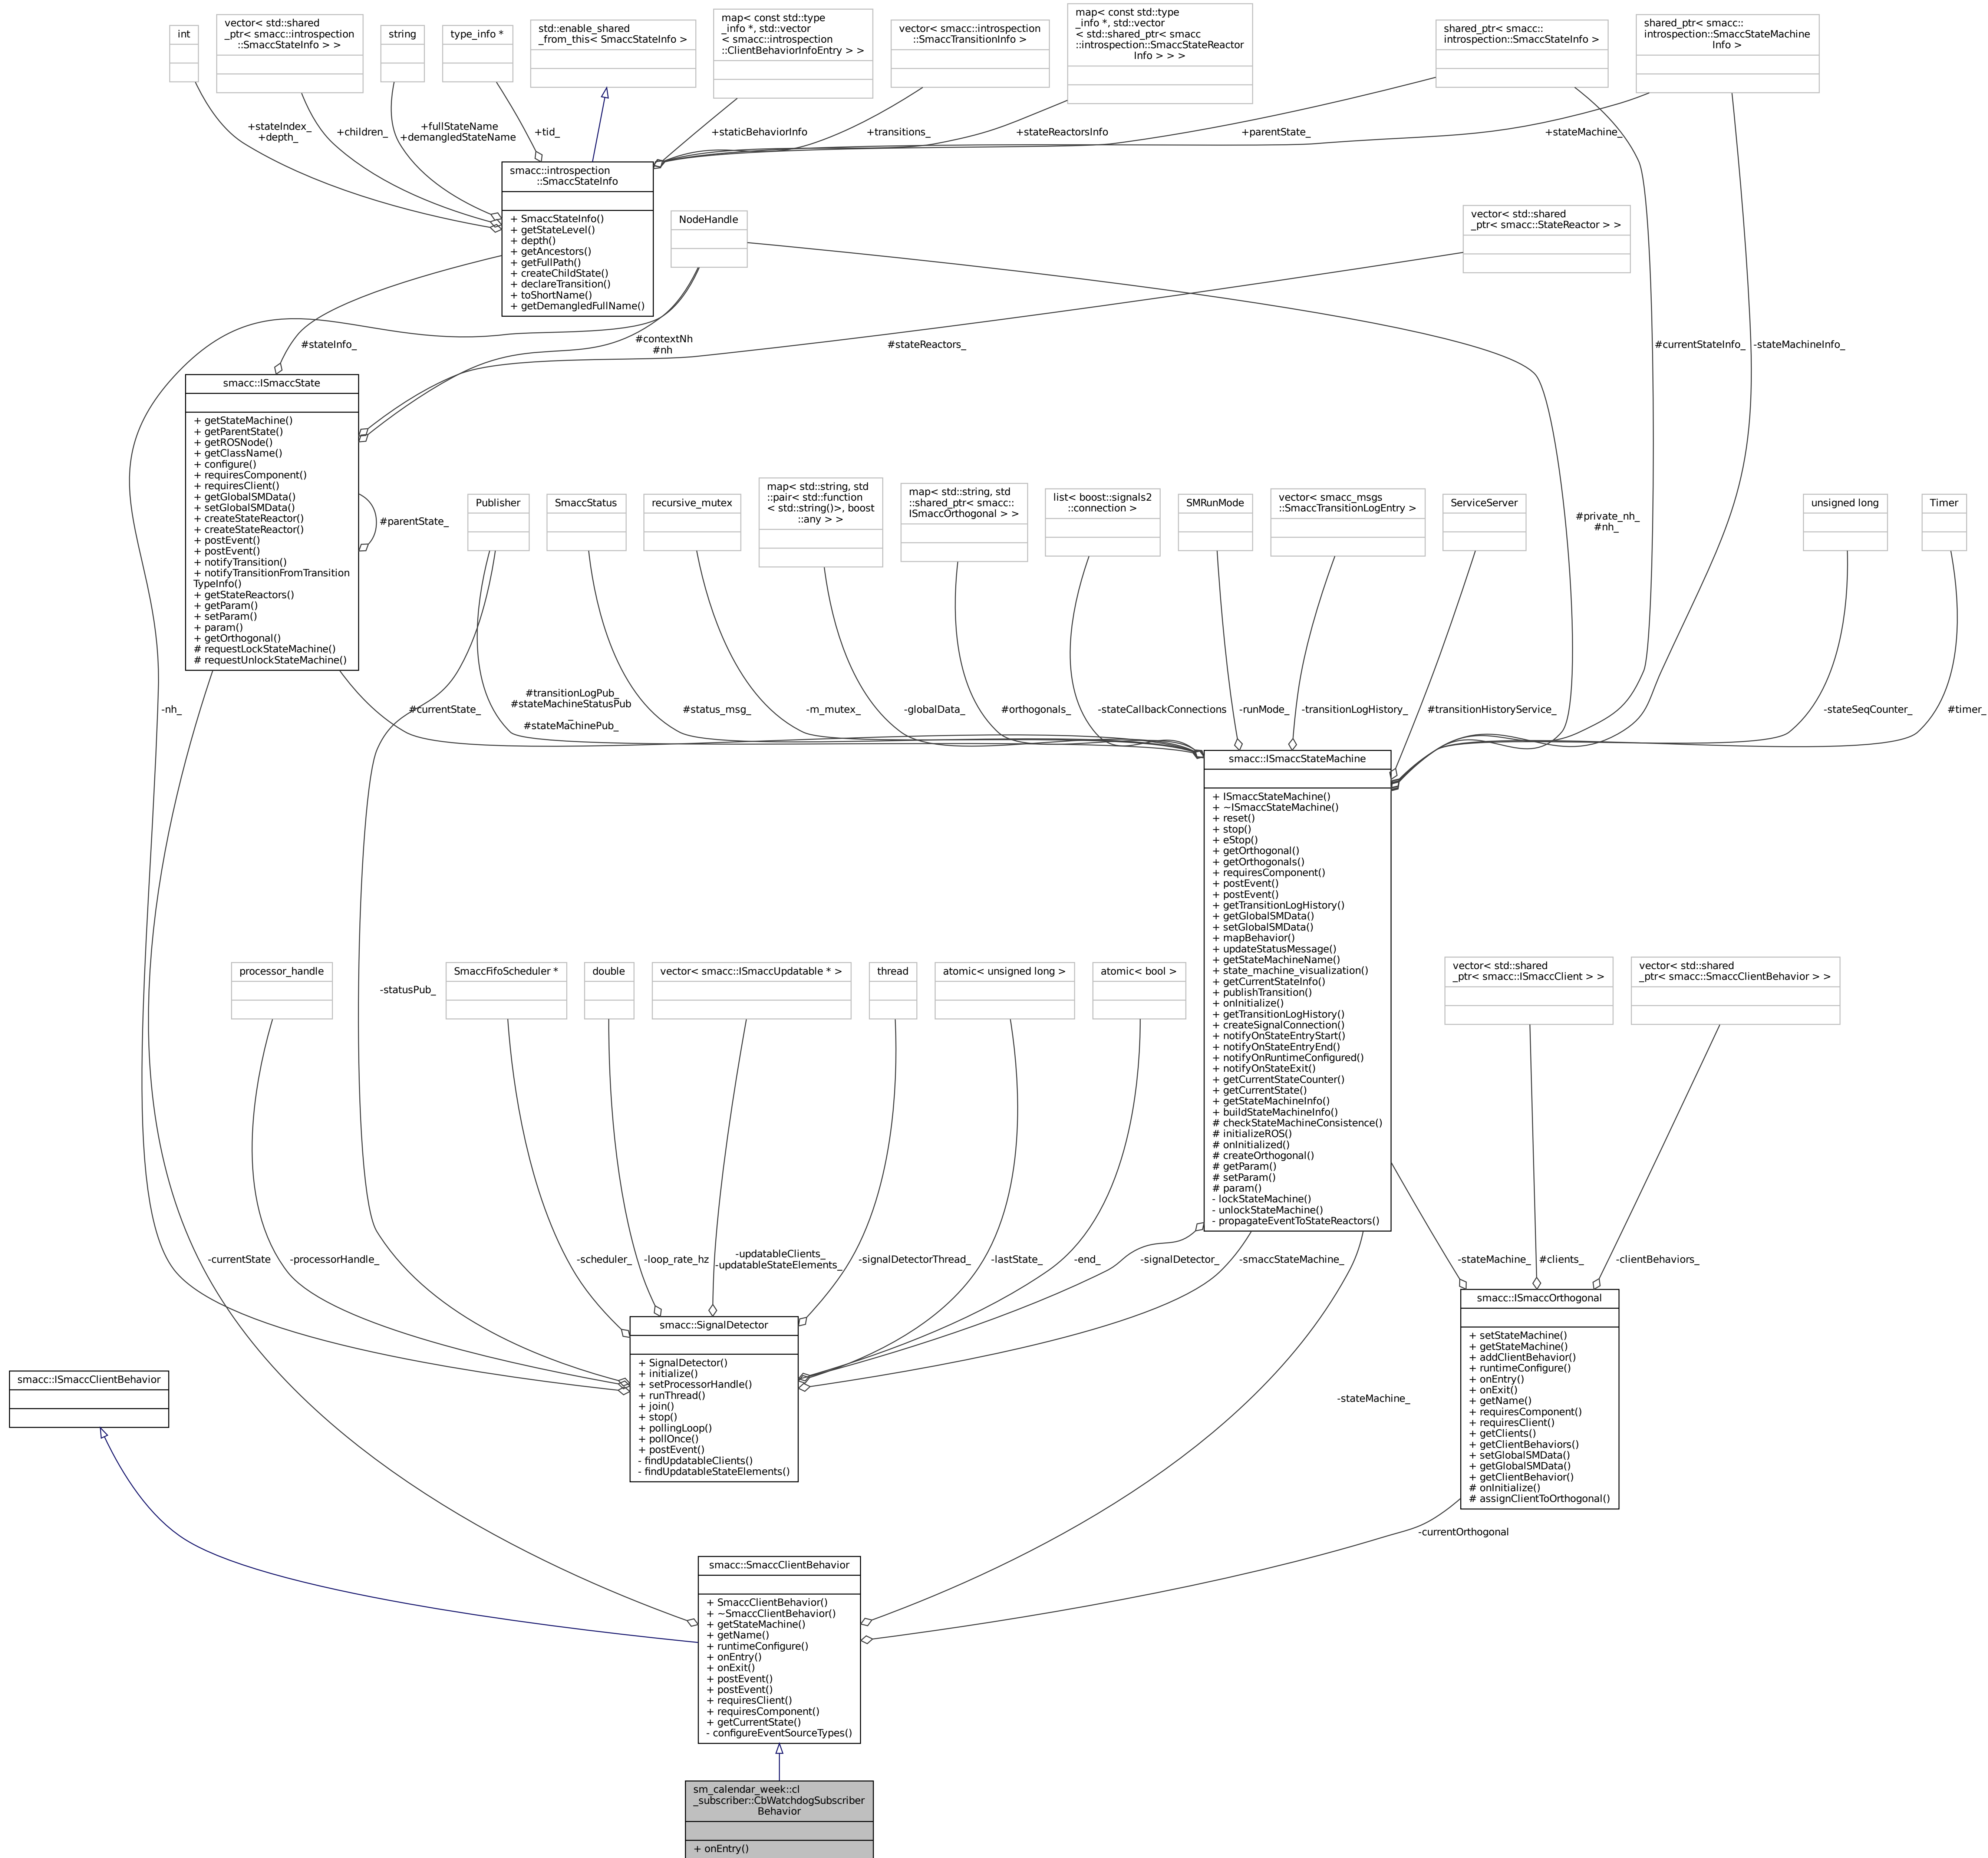 int
vector< std::shared
_ptr< smacc::introspection
::SmaccStateInfo > >
string
type_info *
std::enable_shared
_from_this< SmaccStateInfo >
map< const std::type
_info *, std::vector
< smacc::introspection
::ClientBehaviorInfoEntry > >
vector< smacc::introspection
::SmaccTransitionInfo >
map< const std::type
_info *, std::vector
< std::shared_ptr< smacc
::introspection::SmaccStateReactor
Info > > >
shared_ptr< smacc::
introspection::SmaccStateInfo >
shared_ptr< smacc::
introspection::SmaccStateMachine
Info >
+stateIndex_
+depth_
+children_
+fullStateName
+demangledStateName
+tid_
+staticBehaviorInfo
+transitions_
+stateReactorsInfo
+parentState_
+stateMachine_
smacc::introspection
::SmaccStateInfo
+ SmaccStateInfo()
+ getStateLevel()
+ depth()
+ getAncestors()
+ getFullPath()
+ createChildState()
+ declareTransition()
+ toShortName()
+ getDemangledFullName()
NodeHandle
vector< std::shared
_ptr< smacc::StateReactor > >
#stateInfo_
#contextNh
#nh
#stateReactors_
#currentStateInfo_
-stateMachineInfo_
smacc::ISmaccState
+ getStateMachine()
+ getParentState()
+ getROSNode()
+ getClassName()
+ configure()
+ requiresComponent()
+ requiresClient()
+ getGlobalSMData()
+ setGlobalSMData()
+ createStateReactor()
+ createStateReactor()
+ postEvent()
+ postEvent()
+ notifyTransition()
+ notifyTransitionFromTransition
TypeInfo()
+ getStateReactors()
+ getParam()
+ setParam()
+ param()
+ getOrthogonal()
# requestLockStateMachine()
# requestUnlockStateMachine()
#parentState_
Publisher
SmaccStatus
recursive_mutex
map< std::string, std
::pair< std::function
< std::string()>, boost
::any > >
map< std::string, std
::shared_ptr< smacc::
ISmaccOrthogonal > >
list< boost::signals2
::connection >
SMRunMode
vector< smacc_msgs
::SmaccTransitionLogEntry >
ServiceServer
#private_nh_
#nh_
unsigned long
Timer
-nh_
#currentState_
#transitionLogPub_
#stateMachineStatusPub
_
#stateMachinePub_
#status_msg_
-m_mutex_
-globalData_
#orthogonals_
-stateCallbackConnections
-runMode_
-transitionLogHistory_
#transitionHistoryService_
-stateSeqCounter_
#timer_
smacc::ISmaccStateMachine
+ ISmaccStateMachine()
+ ~ISmaccStateMachine()
+ reset()
+ stop()
+ eStop()
+ getOrthogonal()
+ getOrthogonals()
+ requiresComponent()
+ postEvent()
+ postEvent()
+ getTransitionLogHistory()
+ getGlobalSMData()
+ setGlobalSMData()
+ mapBehavior()
+ updateStatusMessage()
+ getStateMachineName()
+ state_machine_visualization()
+ getCurrentStateInfo()
+ publishTransition()
+ onInitialize()
+ getTransitionLogHistory()
+ createSignalConnection()
+ notifyOnStateEntryStart()
+ notifyOnStateEntryEnd()
+ notifyOnRuntimeConfigured()
+ notifyOnStateExit()
+ getCurrentStateCounter()
+ getCurrentState()
+ getStateMachineInfo()
+ buildStateMachineInfo()
# checkStateMachineConsistence()
# initializeROS()
# onInitialized()
# createOrthogonal()
# getParam()
# setParam()
# param()
- lockStateMachine()
- unlockStateMachine()
- propagateEventToStateReactors()
processor_handle
-statusPub_
SmaccFifoScheduler *
double
vector< smacc::ISmaccUpdatable * >
thread
atomic< unsigned long >
atomic< bool >
vector< std::shared
_ptr< smacc::ISmaccClient > >
vector< std::shared
_ptr< smacc::SmaccClientBehavior > >
-currentState
-processorHandle_
-scheduler_
-loop_rate_hz
-updatableClients_
-updatableStateElements_
-signalDetectorThread_
-lastState_
-end_
-signalDetector_
-smaccStateMachine_
-stateMachine_
#clients_
-clientBehaviors_
smacc::SignalDetector
+ SignalDetector()
+ initialize()
+ setProcessorHandle()
+ runThread()
+ join()
+ stop()
+ pollingLoop()
+ pollOnce()
+ postEvent()
- findUpdatableClients()
- findUpdatableStateElements()
smacc::ISmaccOrthogonal
+ setStateMachine()
+ getStateMachine()
+ addClientBehavior()
+ runtimeConfigure()
+ onEntry()
+ onExit()
+ getName()
+ requiresComponent()
+ requiresClient()
+ getClients()
+ getClientBehaviors()
+ setGlobalSMData()
+ getGlobalSMData()
+ getClientBehavior()
# onInitialize()
# assignClientToOrthogonal()
smacc::ISmaccClientBehavior
-stateMachine_
-currentOrthogonal
smacc::SmaccClientBehavior
+ SmaccClientBehavior()
+ ~SmaccClientBehavior()
+ getStateMachine()
+ getName()
+ runtimeConfigure()
+ onEntry()
+ onExit()
+ postEvent()
+ postEvent()
+ requiresClient()
+ requiresComponent()
+ getCurrentState()
- configureEventSourceTypes()
sm_calendar_week::cl
_subscriber::CbWatchdogSubscriber
Behavior
+ onEntry()